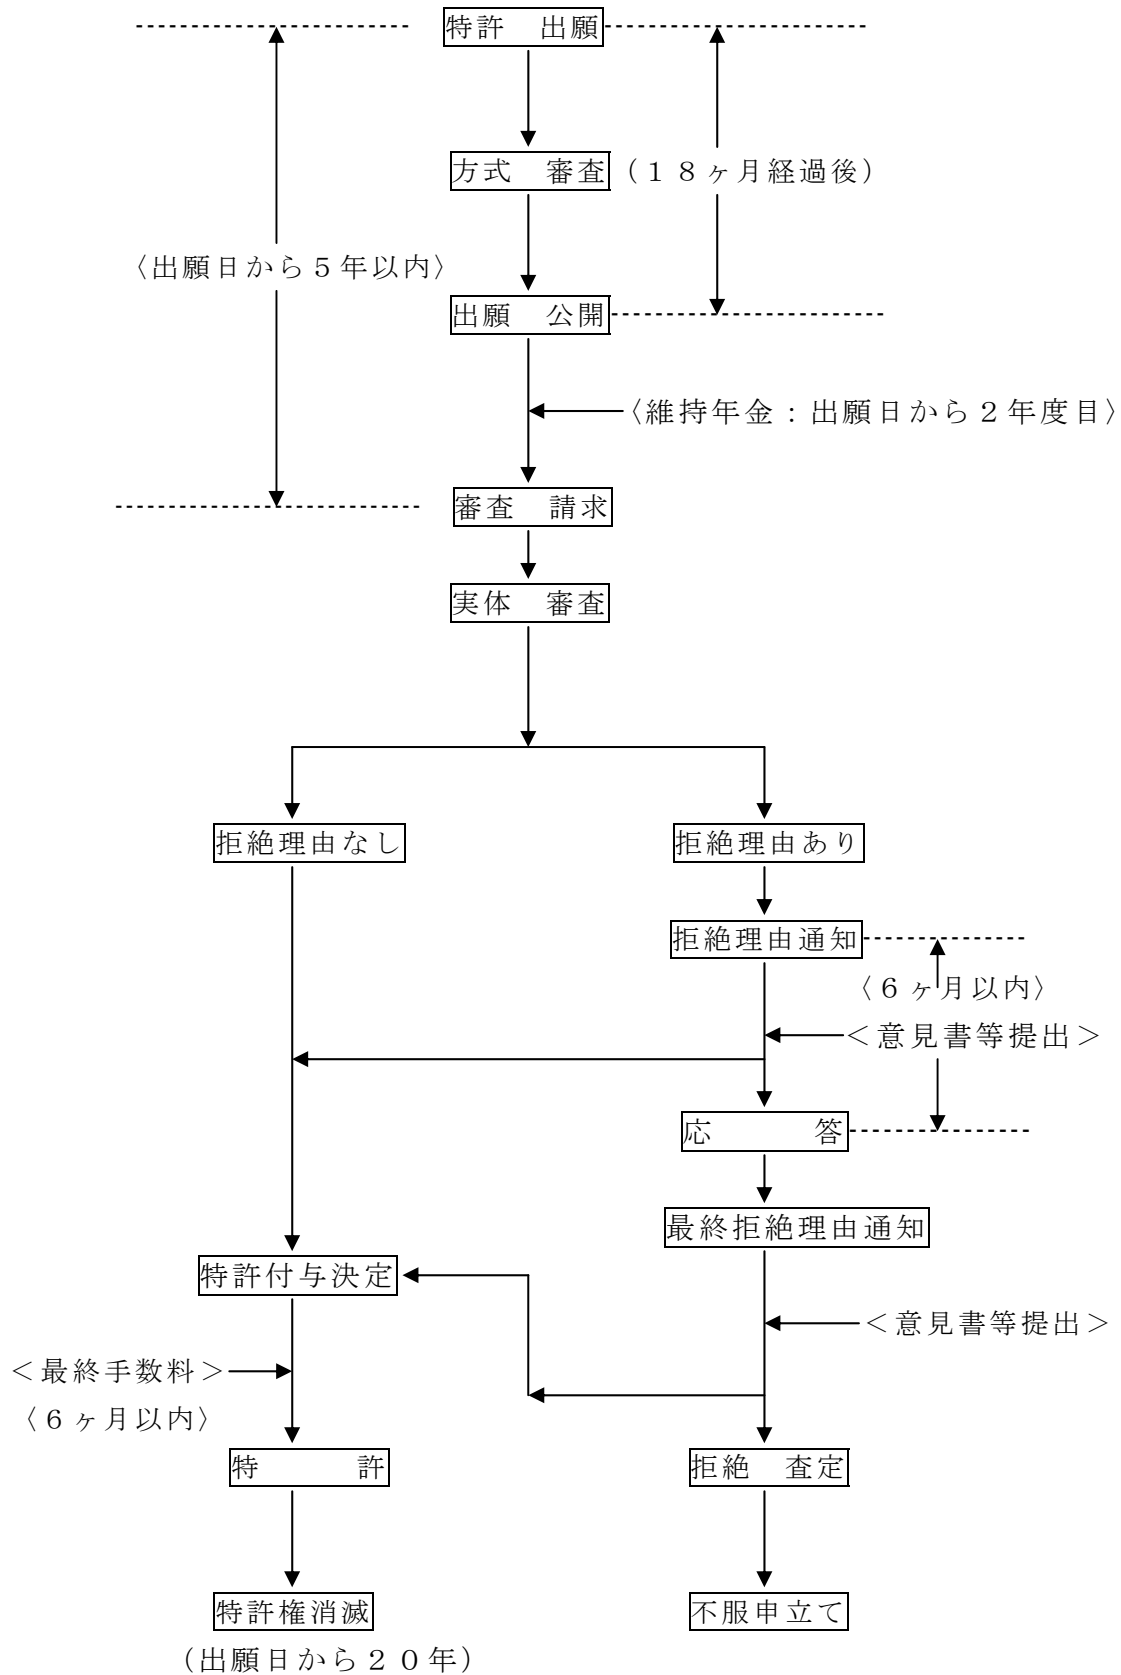 特許　出願
方式　審査
（１８ヶ月経過後）
〈出願日から５年以内〉
出願　公開
〈維持年金：出願日から２年度目〉
審査　請求
実体　審査
拒絶理由なし
拒絶理由あり
拒絶理由通知
〈６ヶ月以内〉
＜意見書等提出＞
応　　　答
最終拒絶理由通知
特許付与決定
＜意見書等提出＞
＜最終手数料＞
〈６ヶ月以内〉
特　　　許
拒絶　査定
特許権消滅
不服申立て
（出願日から２０年）